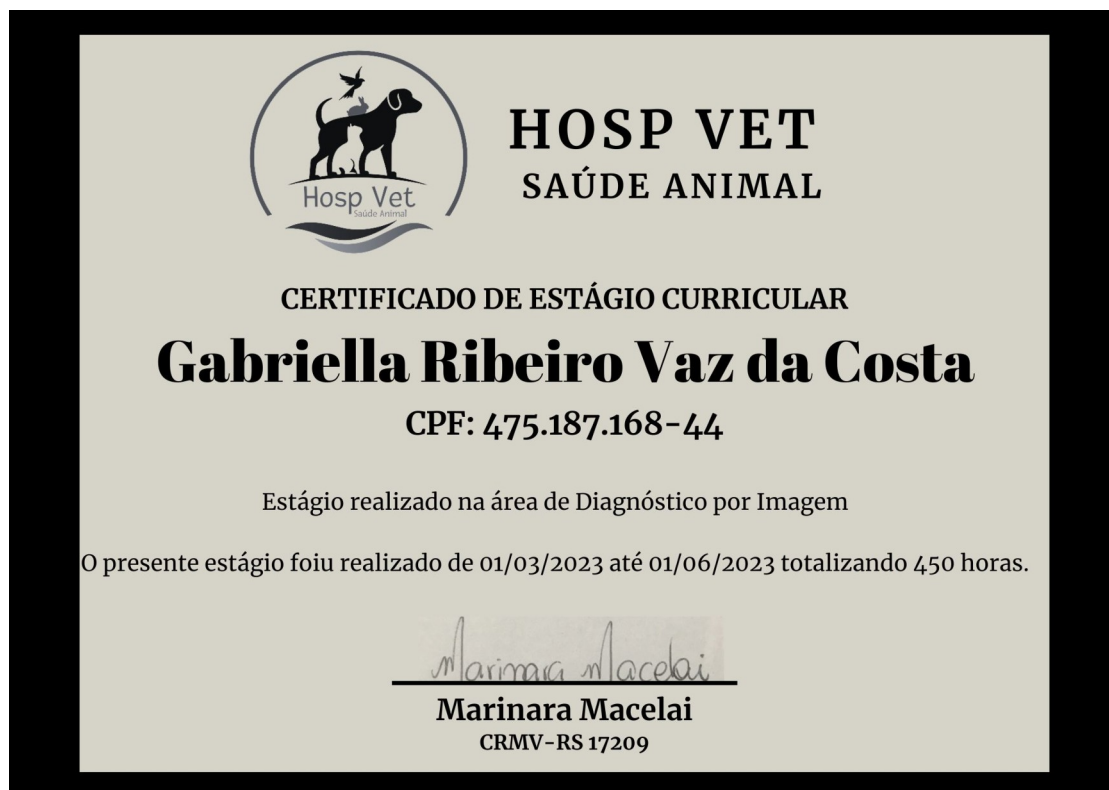 Hosp Vet
Saúde Animal
HOSP VET
SAÚDE ANIMAL
CERTIFICADO DE ESTÁGIO CURRICULAR
Gabriella Ribeiro Vaz da Costa
CPF: 475.187.168-44
Estágio realizado na área de Diagnóstico por Imagem
O presente estágio foiu realizado de 01/03/2023 até 01/06/2023 totalizando 450 horas.
Marinara Macelai
Marinara Macelai
CRMV-RS 17209